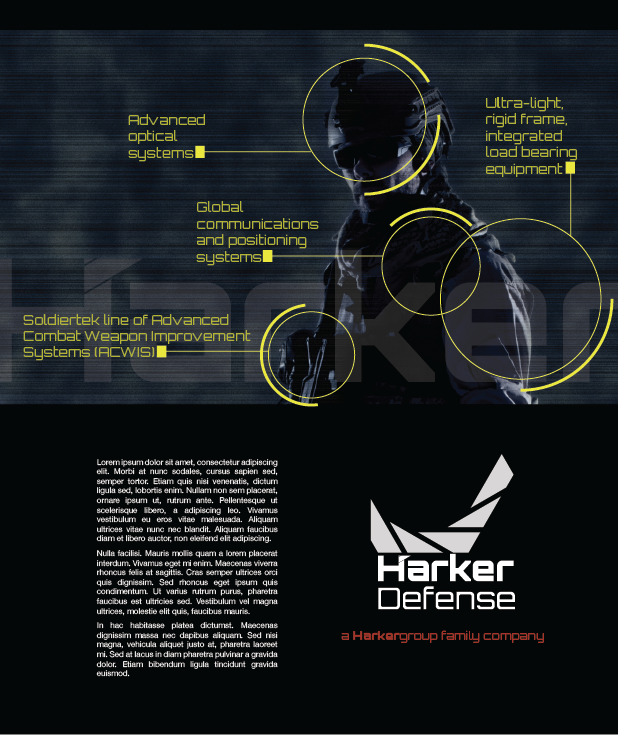 Advanced
optical
systems
Ultra-light,
rigid frame,
integrated
load bearing
equipment
Global
communications
and positioning
systems
Harker
Soldiertek line of Advanced
Combat Weapon Improvement
Systems (ACWIS)
Lorem ipsum dolor sit amet, consectetur adipiscing
elit. Morbi at nunc sodales, cursus sapien sed,
semper tortor. Etiam quis nisi venenatis, dictum
ligula sed, lobortis enim. Nullam non sem placerat,
ornare ipsum ut, rutrum ante. Pellentesque ut
scelerisque libero, a adipiscing leo. Vivamus
vestibulum eu eros vitae malesuada. Aliquam
ultrices vitae nunc nec blandit. Aliquam faucibus
diam et libero auctor, non eleifend elit adipiscing.
Nulla facilisi. Mauris mollis quam a lorem placerat
interdum. Vivamus eget mi enim. Maecenas viverra
rhoncus felis at sagittis. Cras semper ultrices orci
quis dignissim. Sed rhoncus eget ipsum quis
condimentum. Ut varius rutrum purus, pharetra
faucibus est ultricies sed. Vestibulum vel magna
ultrices, molestie elit quis, faucibus mauris.
In hac habitasse platea dictumst. Maecenas
dignissim massa nec dapibus aliquam. Sed nisi
magna, vehicula aliquet justo at, pharetra laoreet
mi. Sed at lacus in diam pharetra pulvinar a gravida
dolor. Etiam bibendum ligula tincidunt gravida
euismod.
Harker
Defense
a Harkergroup family company